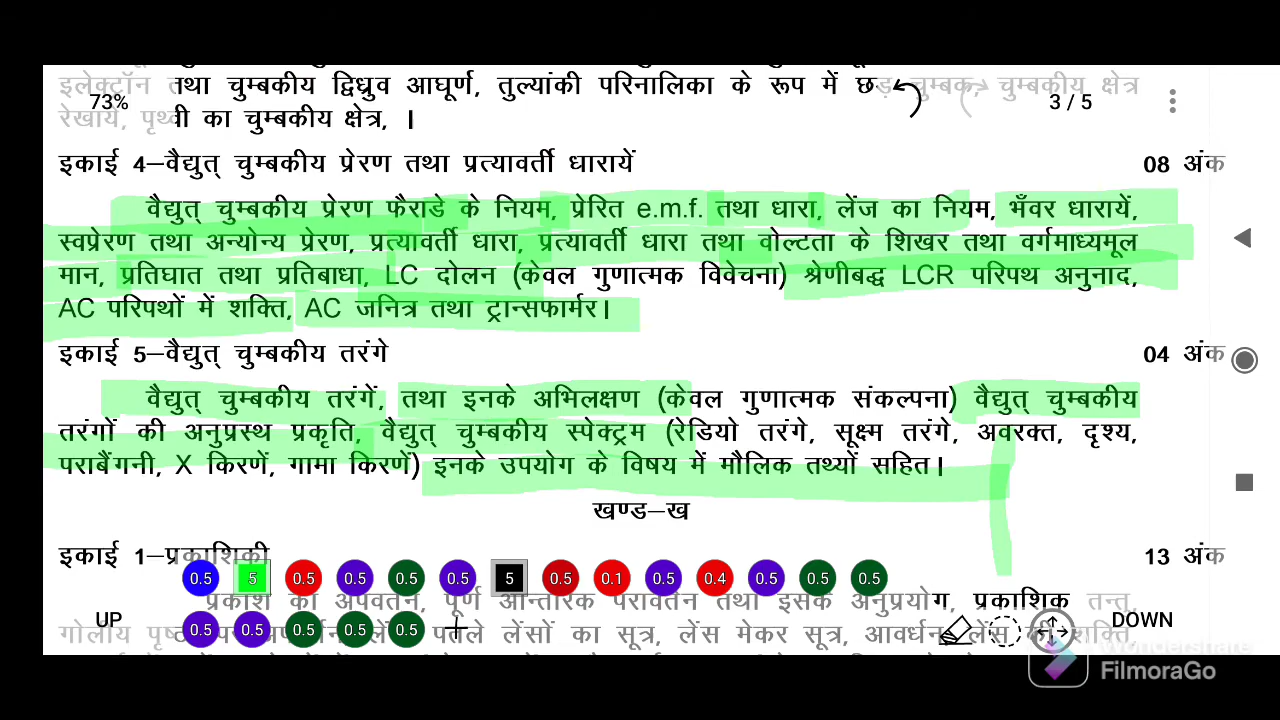 इलेक्ट्रॉन तथा चुम्बकीय द्विध्रुव आघूर्ण, तुल्यांकी परिनालिका के रूप में छड़ चुम्बक, चुम्बकीय क्षेत्र
73%
3 / 5
रेखायें, पृथ्वी का चुम्बकीय क्षेत्र, ।
इकाई 4—वैद्युत् चुम्बकीय प्रेरण तथा प्रत्यावर्ती धारायें 08 अंक
वैद्युत् चुम्बकीय प्रेरण फैराडे के नियम, प्रेरित e.m.f. तथा धारा, लेंज का नियम, भँवर धारायें,
स्वप्रेरण तथा अन्योन्य प्रेरण, प्रत्यावर्ती धारा, प्रत्यावर्ती धारा तथा वोल्टता के शिखर तथा वर्गमाध्यमूल
मान, प्रतिघात तथा प्रतिबाधा, LC दोलन (केवल गुणात्मक विवेचना) श्रेणीबद्ध LCR परिपथ अनुनाद,
AC परिपथों में शक्ति, AC जनित्र तथा ट्रान्सफार्मर।
इकाई 5—वैद्युत् चुम्बकीय तरंगे 04 अंक
वैद्युत् चुम्बकीय तरंगें, तथा इनके अभिलक्षण (केवल गुणात्मक संकल्पना) वैद्युत् चुम्बकीय
तरंगों की अनुप्रस्थ प्रकृति, वैद्युत् चुम्बकीय स्पेक्ट्रम (रेडियो तरंगे, सूक्ष्म तरंगे, अवरक्त, दृश्य,
पराबैंगनी, X किरणें, गामा किरणें) इनके उपयोग के विषय में मौलिक तथ्यों सहित।
खण्ड—ख
इकाई 1—प्रकाशिकी 13 अंक
0.5 5 0.5 0.5 0.5 0.5 5 0.5 0.1 0.5 0.4 0.5 0.5 0.5
प्रकाश का अपवर्तन, पूर्ण आन्तरिक परावर्तन तथा इसके अनुप्रयोग, प्रकाशिक तन्तु,
UP
DOWN
0.5 0.5 0.5 0.5 0.5 +
गोलीय पतले लेंसों का सूत्र, लेंस मेकर सूत्र, आवर्धन, लेंस की शक्ति,
Wondershare
FilmoraGo